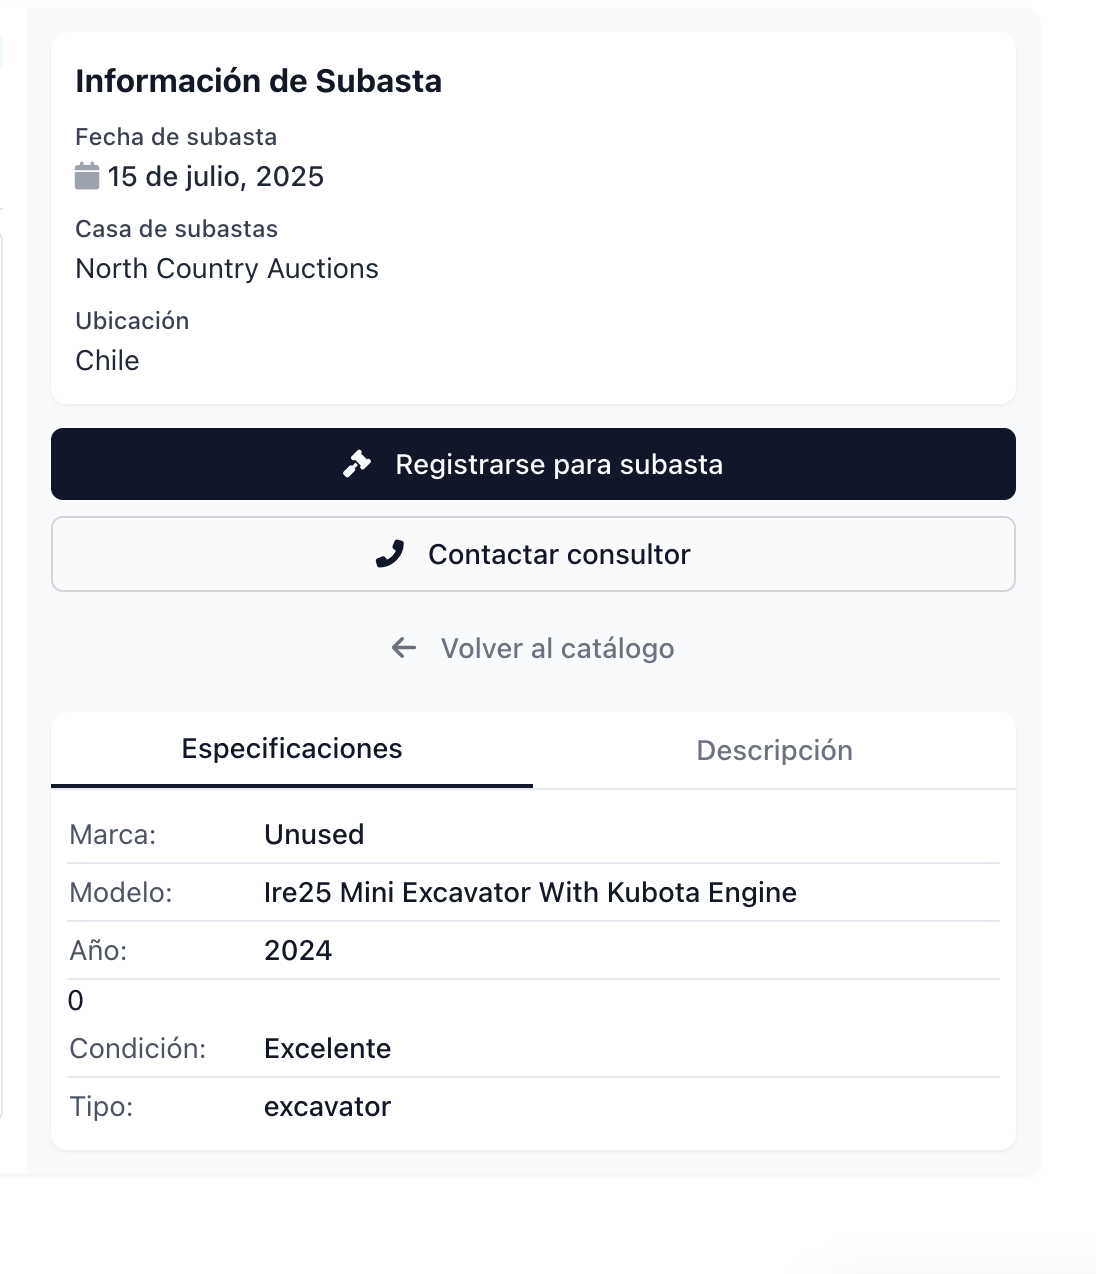 Información de Subasta
Fecha de subasta
15 de julio, 2025
Casa de subastas
North Country Auctions
Ubicación
Chile
Registrarse para subasta
Contactar consultor
Volver al catálogo
Especificaciones Descripción
Marca: Unused
Modelo: Ire25 Mini Excavator With Kubota Engine
Año: 2024
0
Condición: Excelente
Tipo: excavator